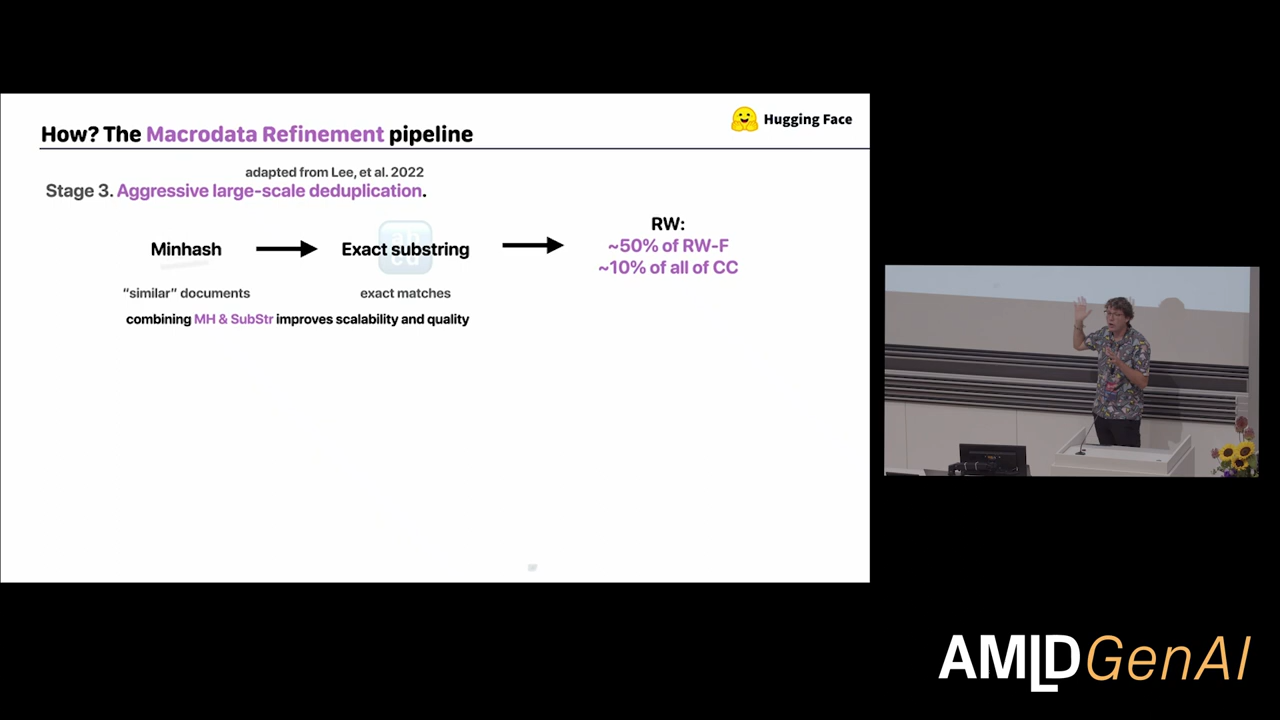 How? The Macrodata Refinement pipeline
Hugging Face
adapted from Lee, et al. 2022
Stage 3. Aggressive large-scale deduplication.
Minhash
Exact substring
RW:
~50% of RW-F
~10% of all of CC
"similar" documents
exact matches
combining MH & SubStr improves scalability and quality
AMLDGenAI